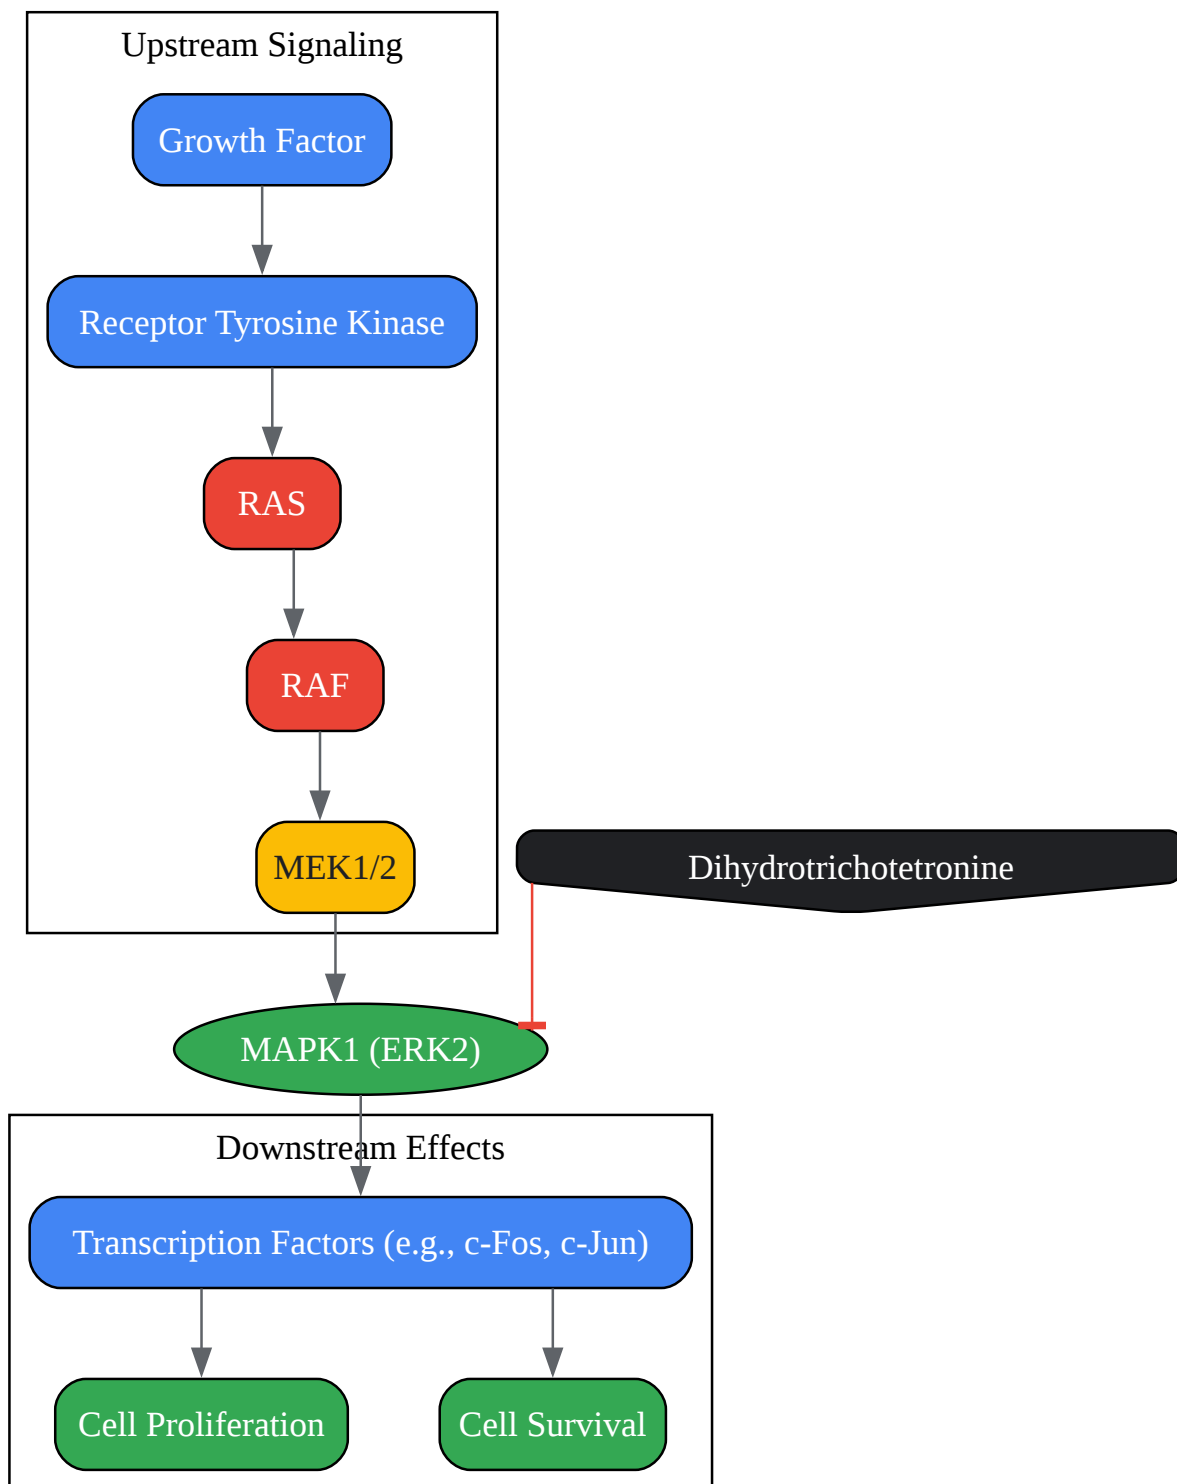 Upstream Signaling
Growth Factor
Receptor Tyrosine Kinase
RAS
RAF
MEK1/2
Dihydrotrichotetronine
MAPK1 (ERK2)
Downstream Effects
Transcription Factors (e.g., c-Fos, c-Jun)
Cell Proliferation
Cell Survival